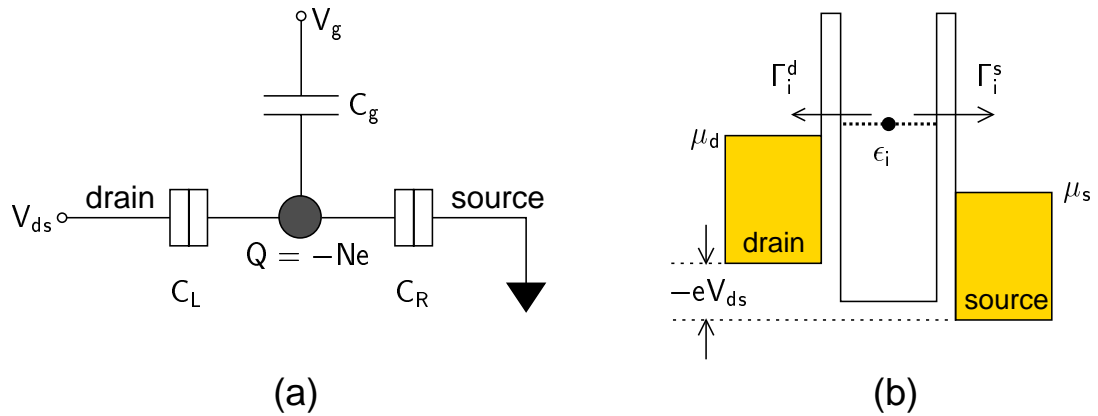 V_g
C_g
drain
source
V_ds
Q = −Ne
C_L
C_R
(a)
Γ_i^d
Γ_i^s
μ_d
ϵ_i
μ_s
drain
−eV_ds
source
(b)